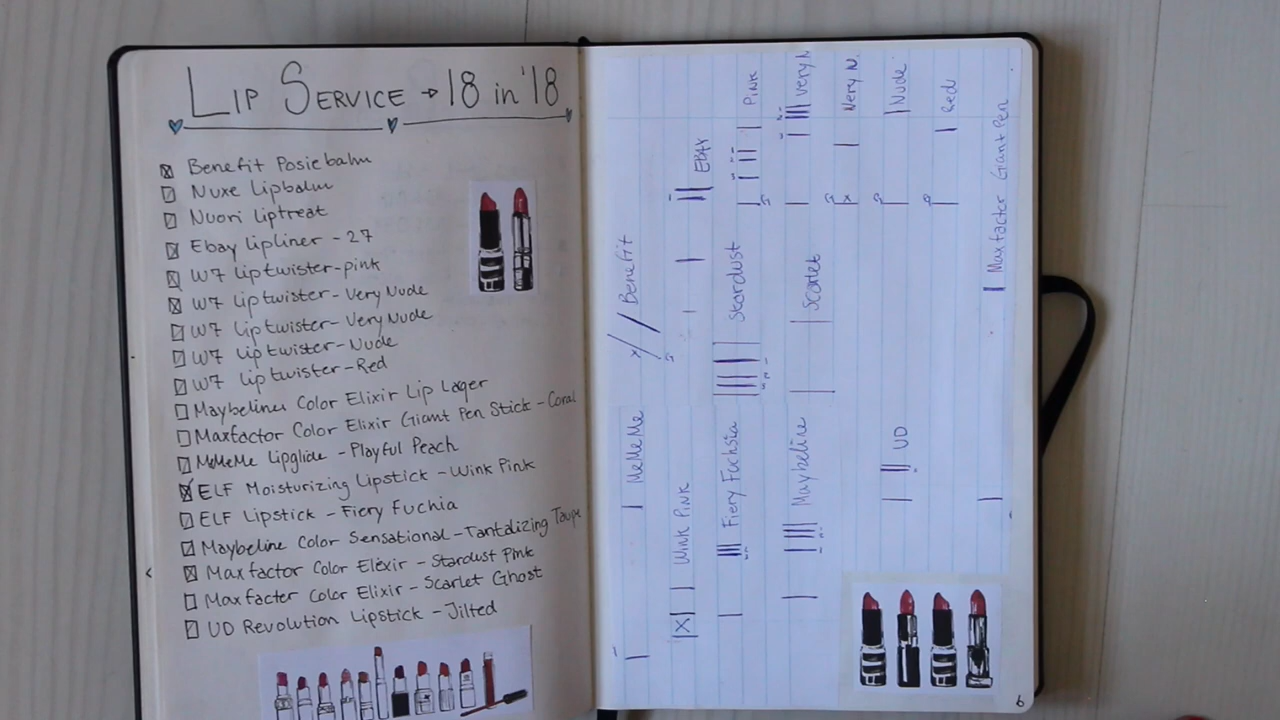 LIP SERVICE → 18 in '18
Benefit Posiebalm
Nuxe Lipbalm
Nuori Liptreat
Ebay Lipliner - 27
W7 liptwister-pink
W7 liptwister-Very Nude
W7 liptwister-Very Nude
W7 liptwister-Nude
W7 liptwister-Red
Maybeline Color Elixir Lip Lager
Maxfactor Color Elixir Giant Pen Stick - Coral
MeMeMe Lipglide - Playful Peach
ELF Moisturizing Lipstick - Wink Pink
ELF Lipstick - Fiery Fuchia
Maybeline Color Sensational - Tantalizing Taupe
Maxfactor Color Elixir - Stardust Pink
Maxfacter Color Elixir - Scarlet Ghost
UD Revolution Lipstick - Jilted
MeMeMe
Benefit
Wink Pink
EBAY
Fiery Fuchsia
Stardust
Pink
Maybeline
Scarlet
Very N
Very N.
UD
Nude
Red
Maxfactor Giant Pen
6